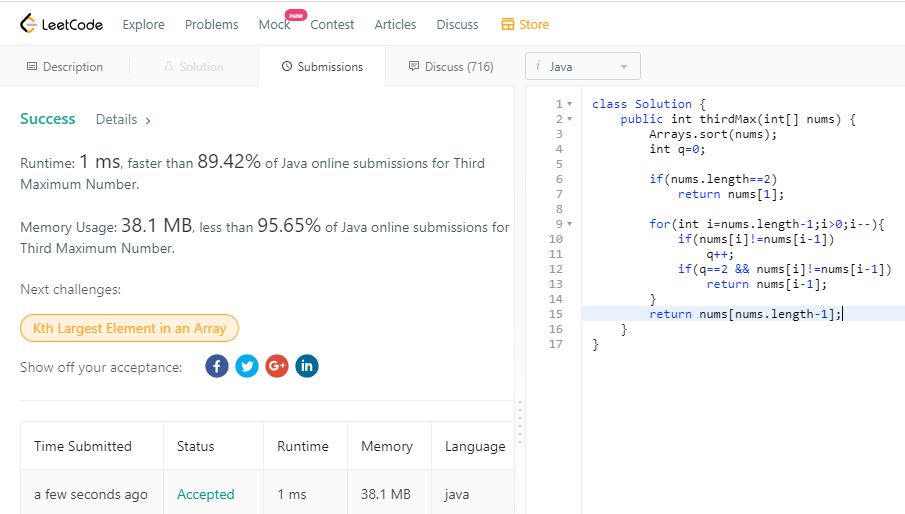 LeetCode Explore Problems Mock new Contest Articles Discuss Store
Description Solution Submissions Discuss (716)
i Java
Success Details >
Runtime: 1 ms, faster than 89.42% of Java online submissions for Third
Maximum Number.
Memory Usage: 38.1 MB, less than 95.65% of Java online submissions for
Third Maximum Number.
Next challenges:
Kth Largest Element in an Array
Show off your acceptance:
f G+ in
Time Submitted Status Runtime Memory Language
a few seconds ago Accepted 1 ms 38.1 MB java
1 class Solution {
2 public int thirdMax(int[] nums) {
3 Arrays.sort(nums);
4 int q=0;
5
6 if(nums.length==2)
7 return nums[1];
8
9 for(int i=nums.length-1;i>0;i--){
10 if(nums[i]!=nums[i-1])
11 q++;
12 if(q==2 && nums[i]!=nums[i-1])
13 return nums[i-1];
14 }
15 return nums[nums.length-1];
16 }
17 }